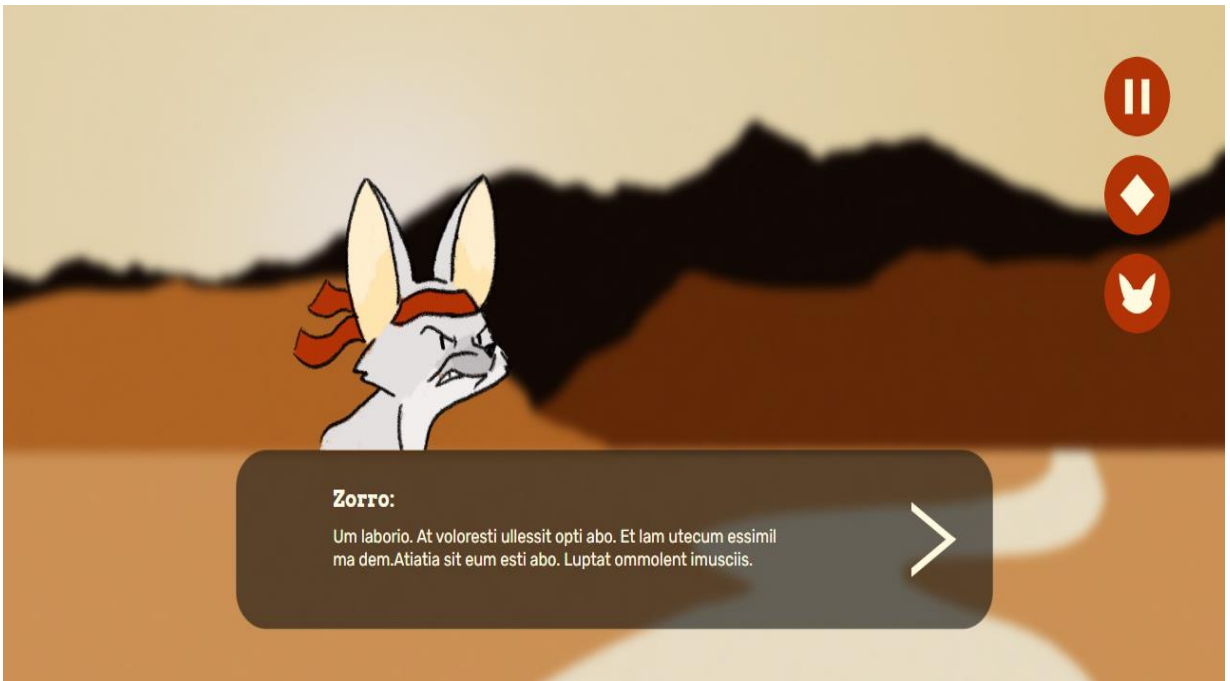 Zorro:
Um laborio. At voloresti ullessit opti abo. Et lam utecum essimil
ma dem.Atiatia sit eum esti abo. Luptat ommolent imusciis.